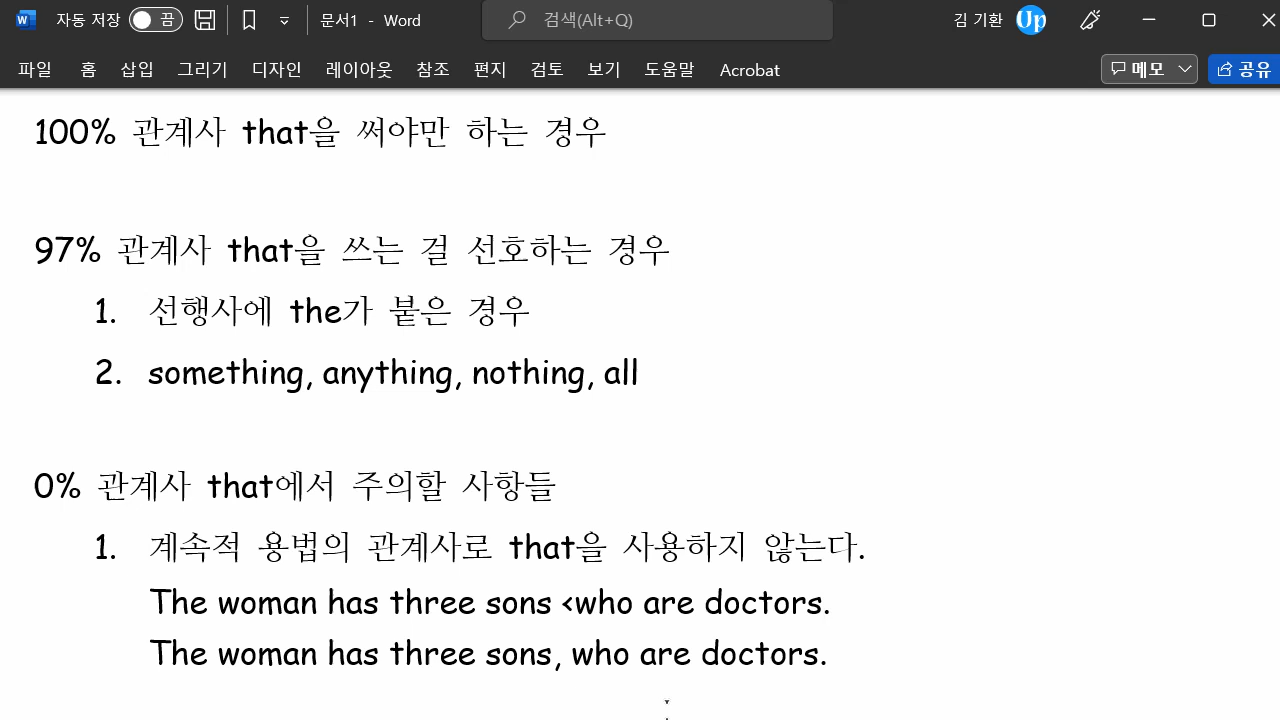 자동 저장 끔 문서1 - Word 검색(Alt+Q) 김 기환 Up
파일 홈 삽입 그리기 디자인 레이아웃 참조 편지 검토 보기 도움말 Acrobat 메모 공유
100% 관계사 that을 써야만 하는 경우
97% 관계사 that을 쓰는 걸 선호하는 경우
1. 선행사에 the가 붙은 경우
2. something, anything, nothing, all
0% 관계사 that에서 주의할 사항들
1. 계속적 용법의 관계사로 that을 사용하지 않는다.
The woman has three sons <who are doctors.
The woman has three sons, who are doctors.